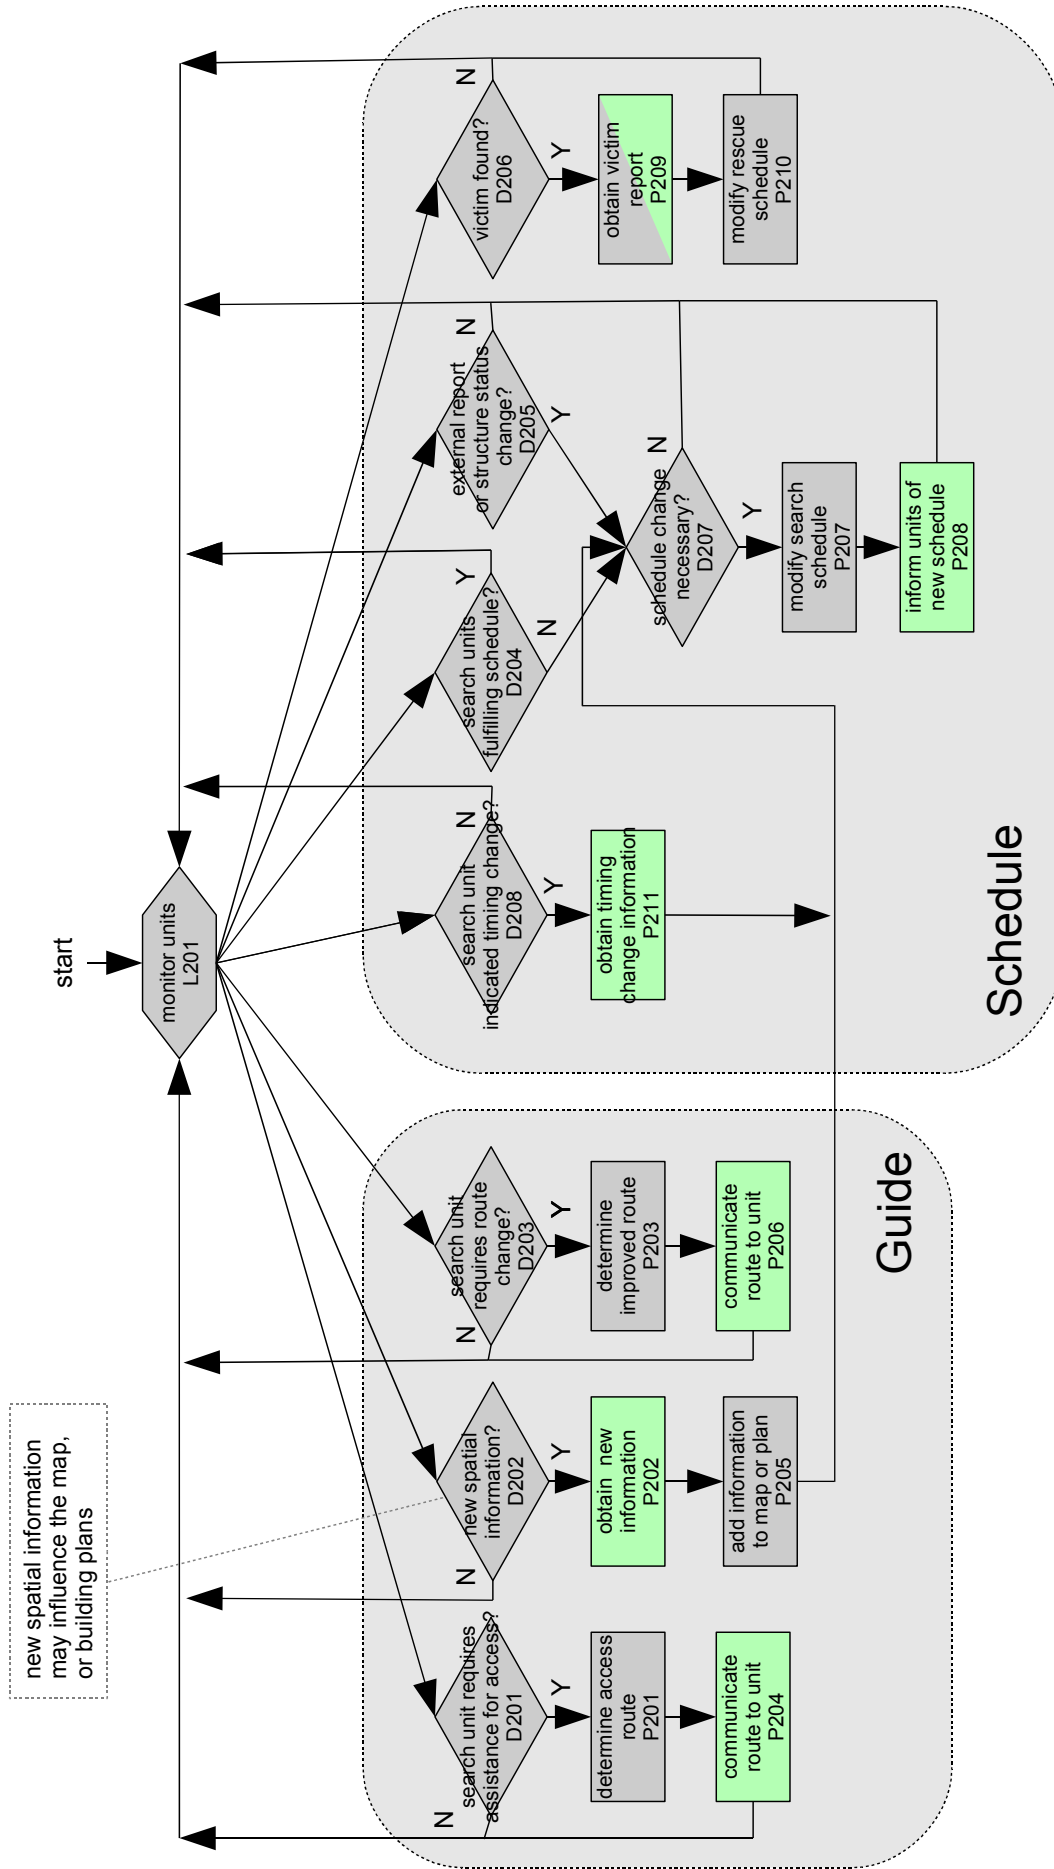 new spatial information
may influence the map,
or building plans
start
monitor units
L201
search unit requires
assistance for access?
D201
N
Y
determine access
route
P201
communicate
route to unit
P204
new spatial
information?
D202
N
Y
obtain new
information
P202
add information
to map or plan
P205
search unit
requires route
change?
D203
N
Y
determine
improved route
P203
communicate
route to unit
P206
Guide
search unit
indicated timing change?
D208
N
Y
obtain timing
change information
P211
search units
fulfilling schedule?
D204
Y
N
external report
or structure status
change?
D205
N
Y
schedule change
necessary?
D207
N
Y
modify search
schedule
P207
inform units of
new schedule
P208
victim found?
D206
N
Y
obtain victim
report
P209
modify rescue
schedule
P210
Schedule